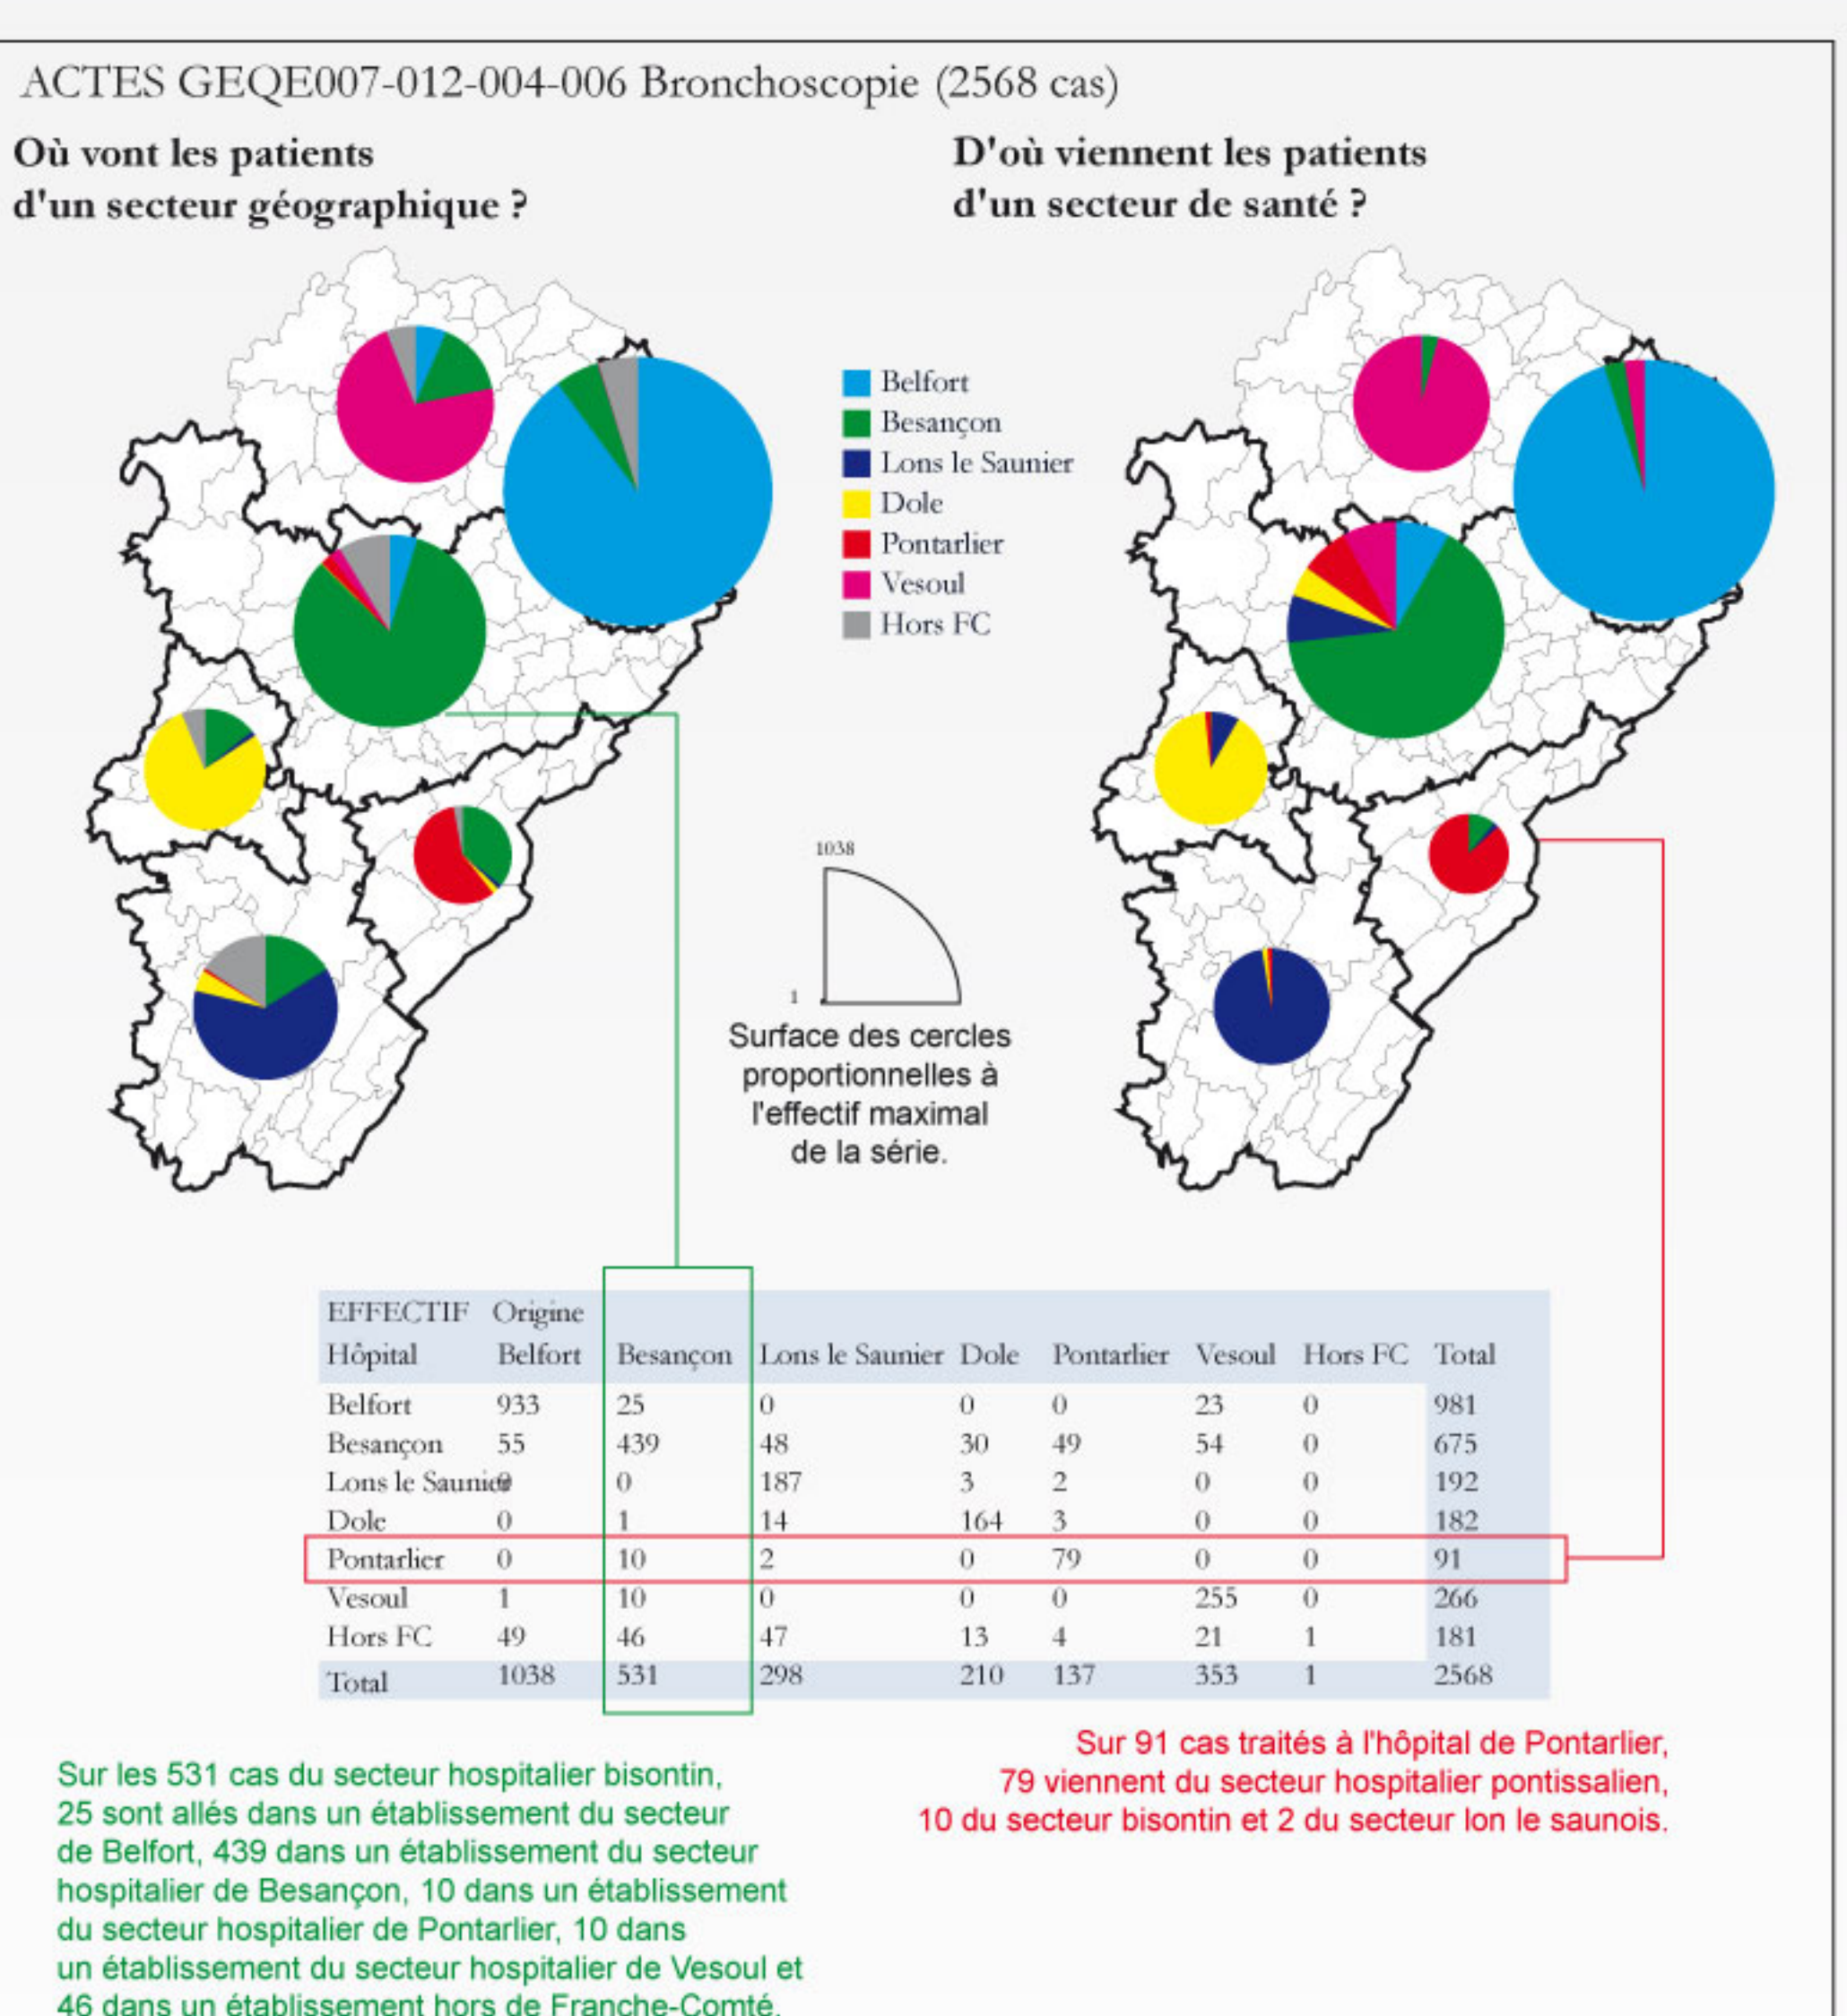 ACTES GEQE007-012-004-006 Bronchoscopie (2568 cas)
Où vont les patients
d'un secteur géographique ?
D'où viennent les patients
d'un secteur de santé ?
Belfort
Besançon
Lons le Saunier
Dole
Pontarlier
Vesoul
Hors FC
1038
1
Surface des cercles
proportionnelles à
l'effectif maximal
de la série.
EFFECTIF Origine
Hôpital Belfort Besançon Lons le Saunier Dole Pontarlier Vesoul Hors FC Total
Belfort 933 25 0 0 0 23 0 981
Besançon 55 439 48 30 49 54 0 675
Lons le Saunier 0 0 187 3 2 0 0 192
Dole 0 1 14 164 3 0 0 182
Pontarlier 0 10 2 0 79 0 0 91
Vesoul 1 10 0 0 0 255 0 266
Hors FC 49 46 47 13 4 21 1 181
Total 1038 531 298 210 137 353 1 2568
Sur les 531 cas du secteur hospitalier bisontin,
25 sont allés dans un établissement du secteur
de Belfort, 439 dans un établissement du secteur
hospitalier de Besançon, 10 dans un établissement
du secteur hospitalier de Pontarlier, 10 dans
un établissement du secteur hospitalier de Vesoul et
46 dans un établissement hors de Franche-Comté.
Sur 91 cas traités à l'hôpital de Pontarlier,
79 viennent du secteur hospitalier pontissalien,
10 du secteur bisontin et 2 du secteur lon le saunois.